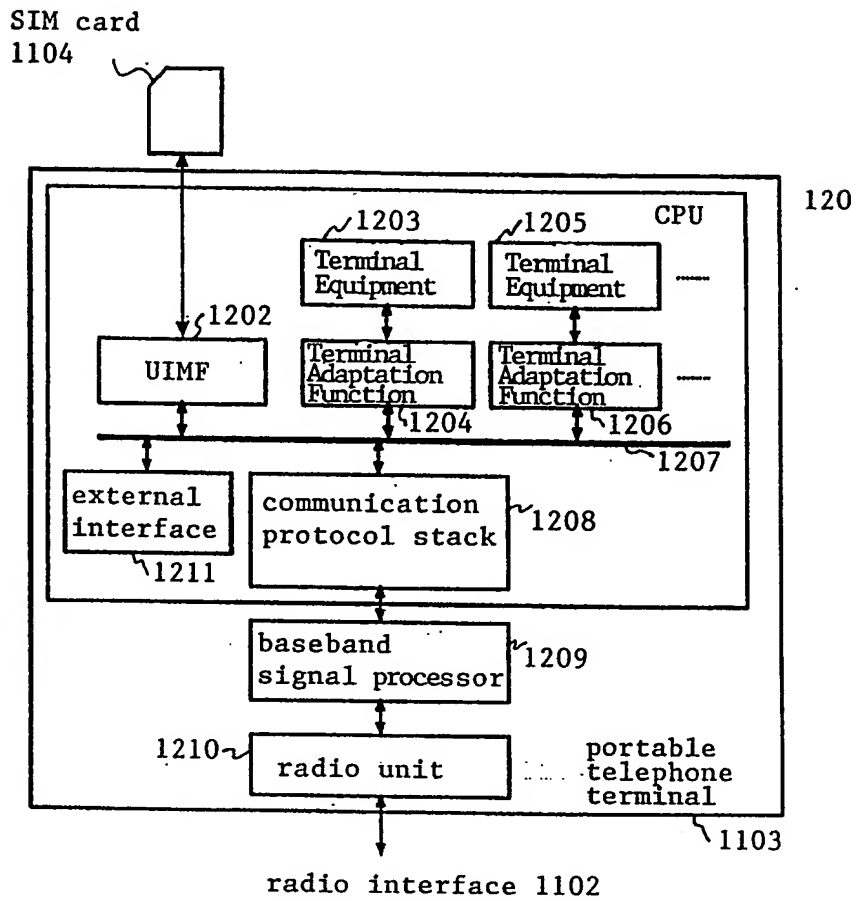 SIM card
1104
120
CPU
1203
1205
Terminal
Equipment
Terminal
Equipment
1202
UIMF
Terminal
Adaptation
Function
Terminal
Adaptation
Function
1204
1206
1207
external
interface
communication
protocol stack
1208
1211
baseband
signal processor
1209
1210
radio unit
portable
telephone
terminal
1103
radio interface 1102